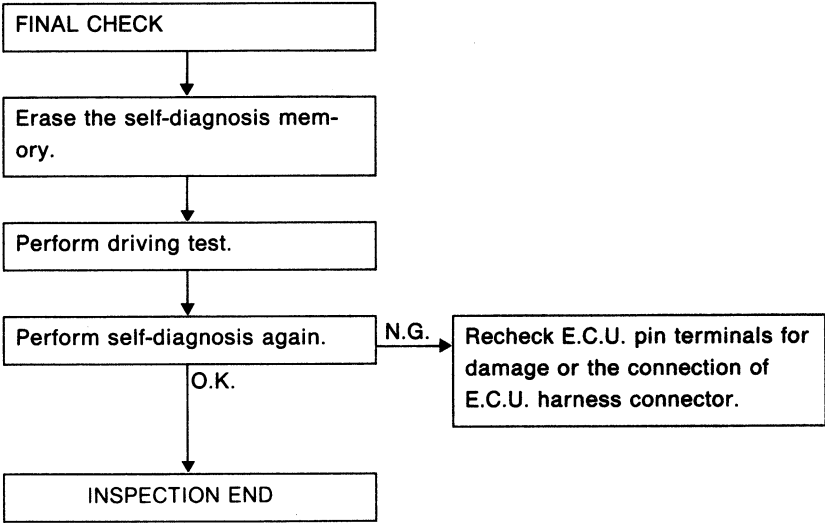 FINAL CHECK
Erase the self-diagnosis mem-
ory.
Perform driving test.
Perform self-diagnosis again.
N.G.
Recheck E.C.U. pin terminals for
damage or the connection of
E.C.U. harness connector.
O.K.
INSPECTION END